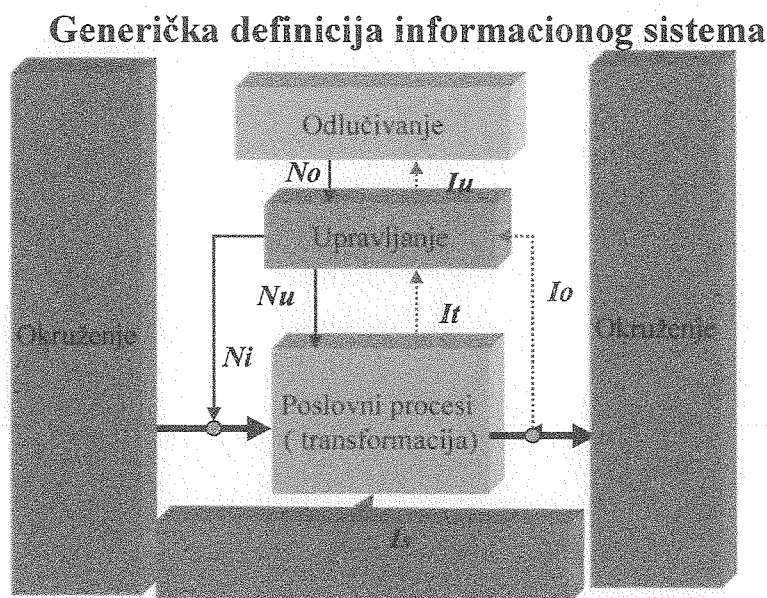 Generička definicija informacionog sistema
Odlučivanje
No
Iu
Upravljanje
Nu
It
Io
Okruženje
Okruženje
Ni
Poslovni procesi
( transformacija)